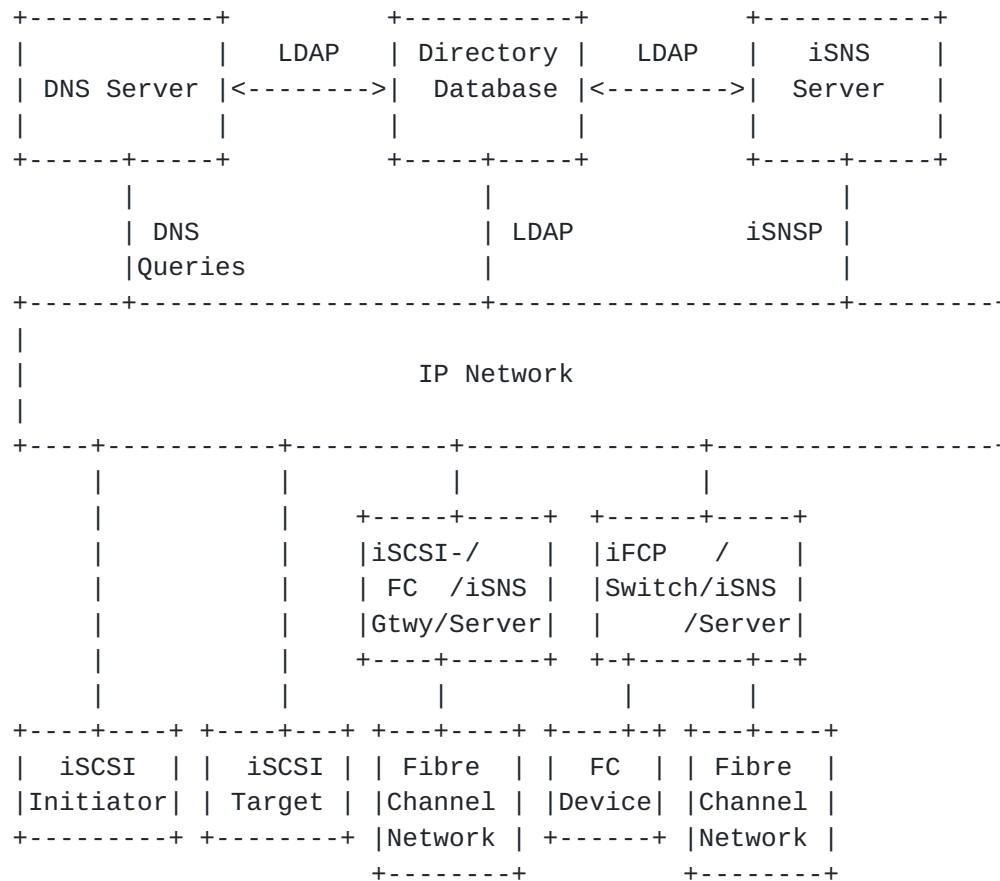 +------------+          +-----------+          +-----------+
|            |   LDAP   | Directory |   LDAP   |   iSNS    |
| DNS Server |<-------->|  Database |<-------->|  Server   |
|            |          |           |          |           |
+------+-----+          +-----+-----+          +-----+-----+
       |                      |                      |
       | DNS                  | LDAP           iSNSP |
       |Queries               |                      |
+------+----------------------+----------------------+---------+
|
|                         IP Network
|
+----+-----------+----------+---------------+------------------+
     |           |          |               |
     |           |    +-----+-----+  +------+-----+
     |           |    |iSCSI-/    |  |iFCP   /    |
     |           |    | FC  /iSNS |  |Switch/iSNS |
     |           |    |Gtwy/Server|  |     /Server|
     |           |    +----+------+  +-+-------+--+
     |           |         |           |       |
+----+----+ +----+---+ +---+----+ +----+-+ +---+----+
|  iSCSI  | |  iSCSI | | Fibre  | |  FC  | | Fibre  |
|Initiator| | Target | |Channel | |Device| |Channel |
+---------+ +--------+ |Network | +------+ |Network |
                       +--------+          +--------+